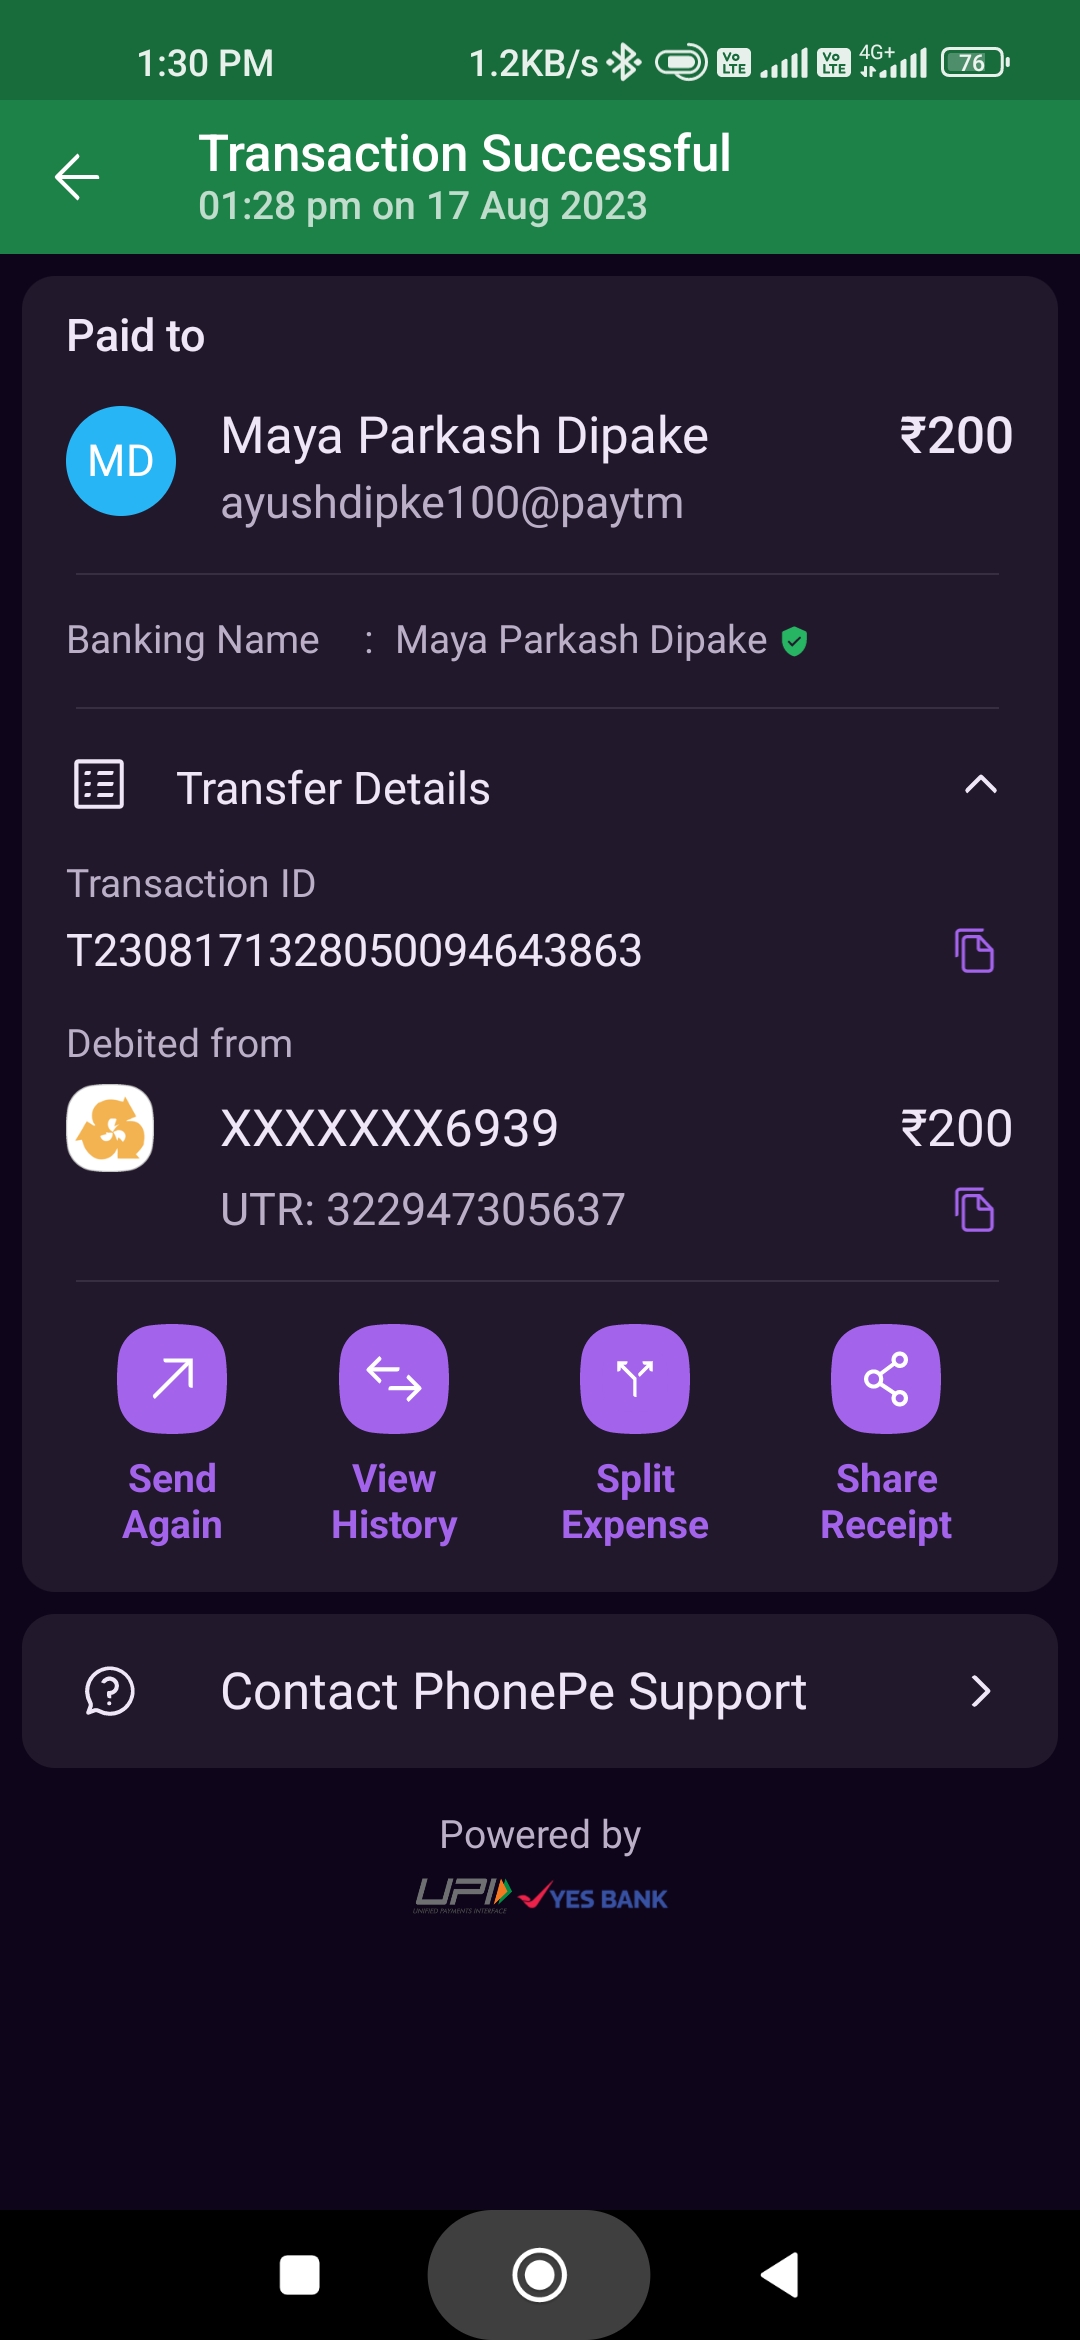 1:30 PM 1.2KB/s Vo LTE Vo LTE 4G+ 76
Transaction Successful
01:28 pm on 17 Aug 2023
Paid to
MD Maya Parkash Dipake ₹200
ayushdipke100@paytm
Banking Name : Maya Parkash Dipake
Transfer Details
Transaction ID
T2308171328050094643863
Debited from
XXXXXXX6939 ₹200
UTR: 322947305637
Send Again
View History
Split Expense
Share Receipt
Contact PhonePe Support
Powered by
UPI YES BANK
UNIFIED PAYMENTS INTERFACE